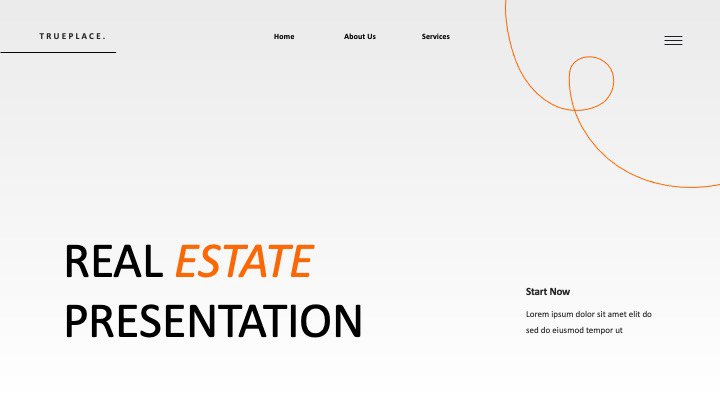 TRUEPLACE.
Home
About Us
Services
REAL ESTATE
PRESENTATION
Start Now
Lorem ipsum dolor sit amet elit do
sed do eiusmod tempor ut